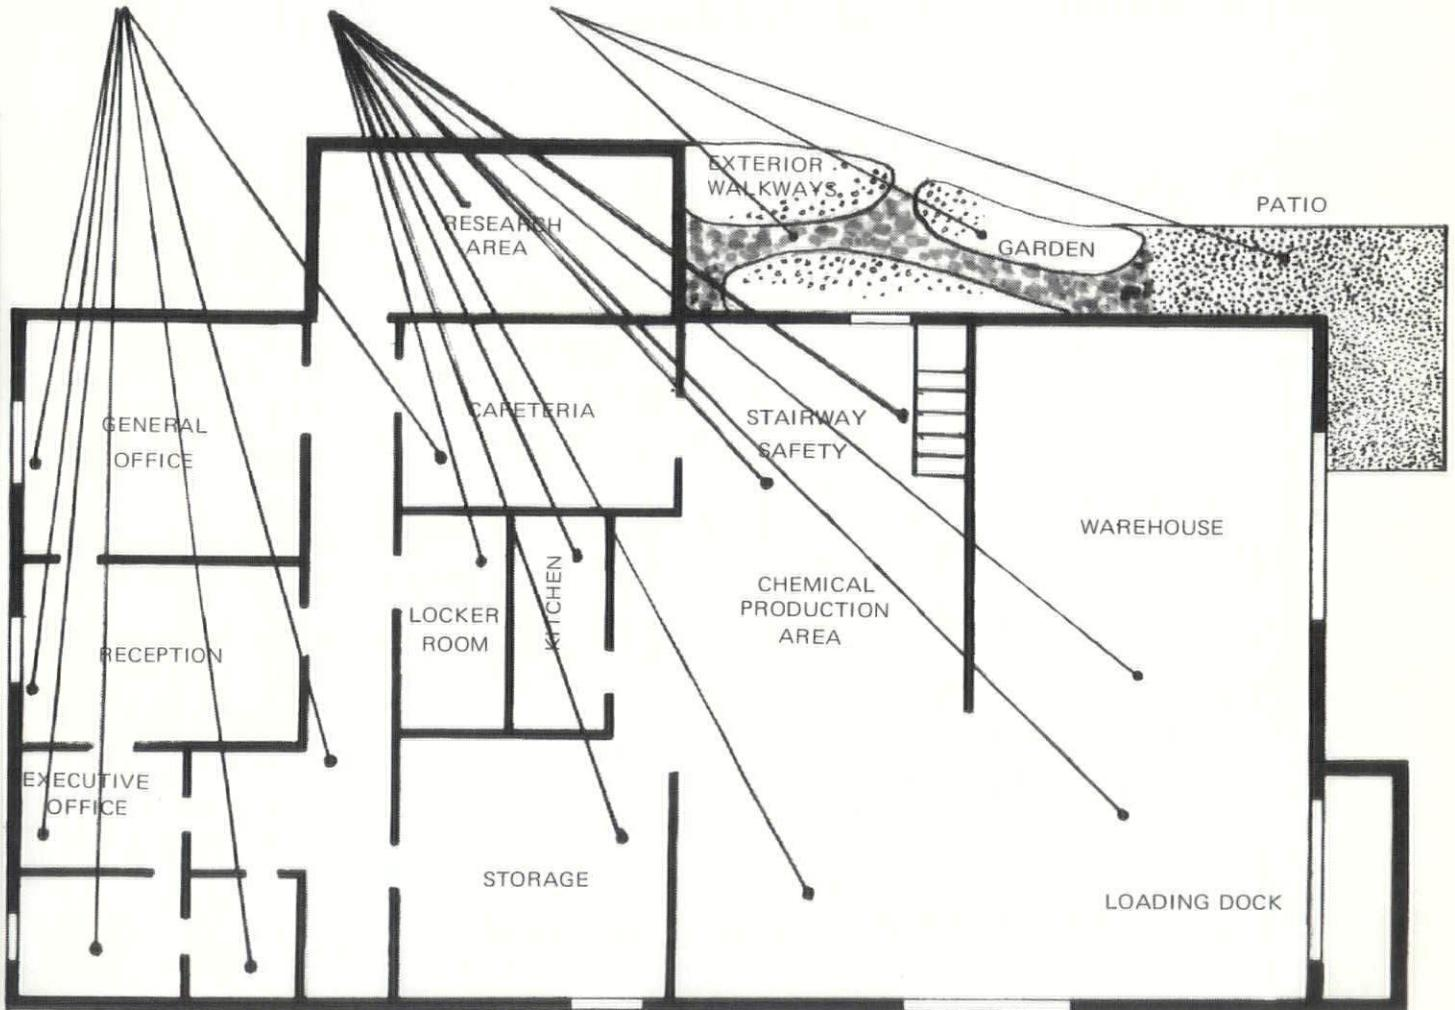 EXTERIOR
WALKWAYS
PATIO
RESEARCH
AREA
GARDEN
GENERAL
OFFICE
CAFETERIA
STAIRWAY
SAFETY
WAREHOUSE
CHEMICAL
PRODUCTION
AREA
LOCKER
ROOM
KITCHEN
RECEPTION
EXECUTIVE
OFFICE
STORAGE
LOADING DOCK